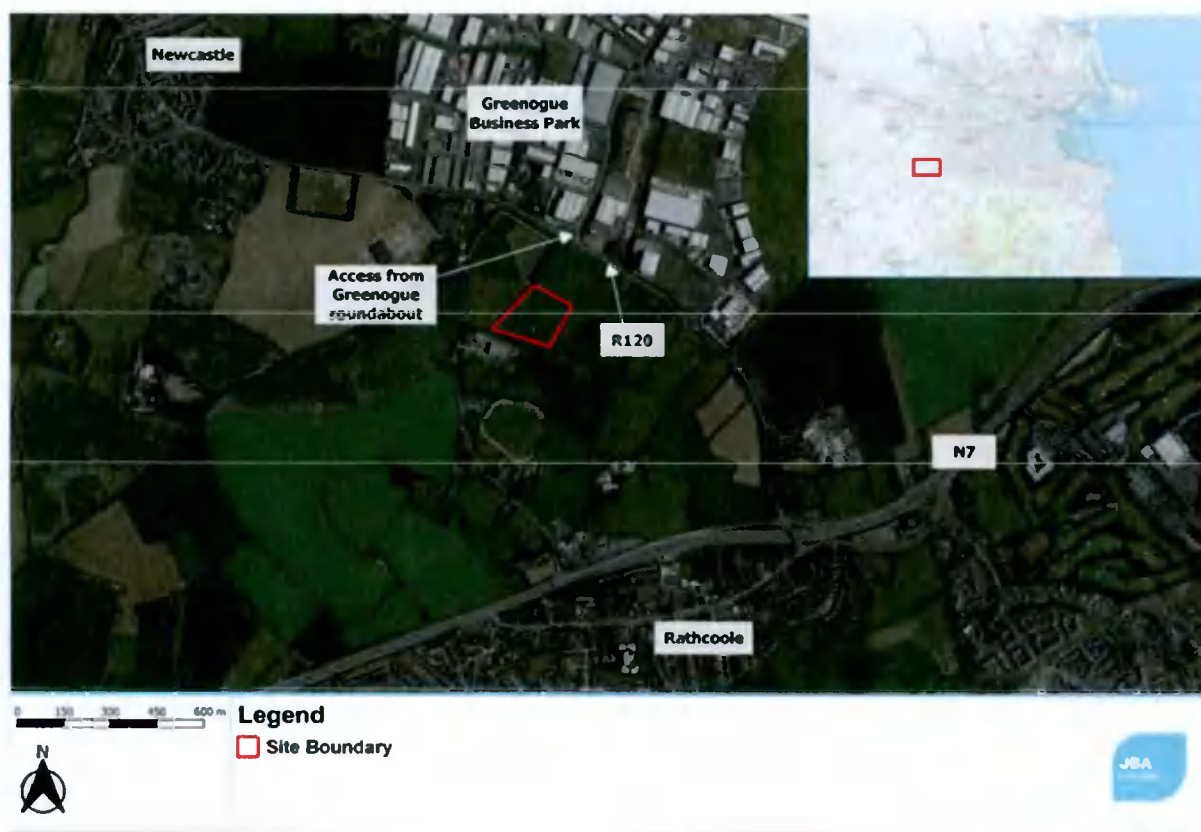 Newcastle
Greenogue
Business Park
Access from
Greenogue
roundabout
R120
N7
Rathcoole
0 150 300 450 600 m
Legend
N
Site Boundary
JBA